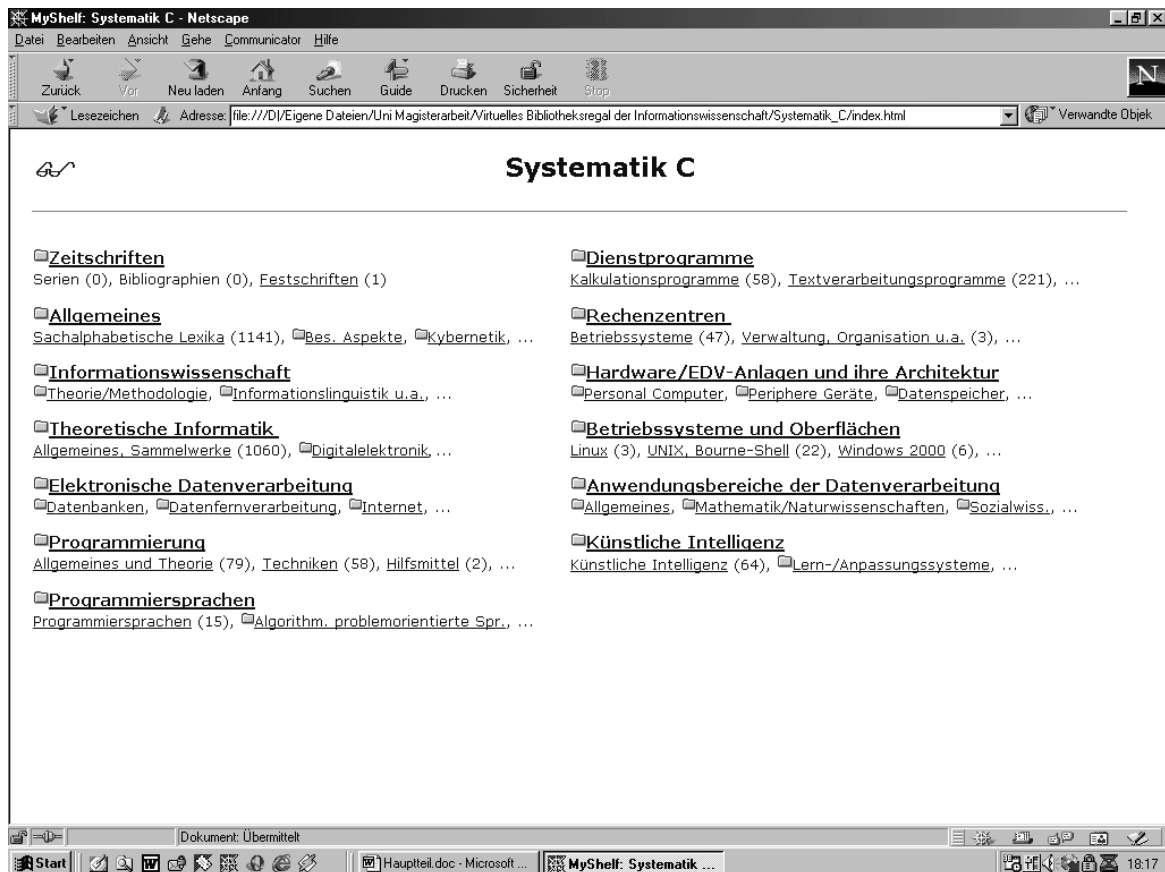 MyShelf: Systematik C - Netscape
Datei Bearbeiten Ansicht Gehe Communicator Hilfe
Zurück Vor Neu laden Anfang Suchen Guide Drucken Sicherheit Stop
N
Lesezeichen Adresse: file:///D|/Eigene Dateien/Uni Magisterarbeit/Virtuelles Bibliotheksregal der Informationswissenschaft/Systematik_C/index.html Verwandte Objek
Systematik C
Zeitschriften
Serien (0), Bibliographien (0), Festschriften (1)
Allgemeines
Sachalphabetische Lexika (1141), Bes. Aspekte, Kybernetik, ...
Informationswissenschaft
Theorie/Methodologie, Informationslinguistik u.a., ...
Theoretische Informatik
Allgemeines, Sammelwerke (1060), Digitalelektronik, ...
Elektronische Datenverarbeitung
Datenbanken, Datenfernverarbeitung, Internet, ...
Programmierung
Allgemeines und Theorie (79), Techniken (58), Hilfsmittel (2), ...
Programmiersprachen
Programmiersprachen (15), Algorithm. problemorientierte Spr., ...
Dienstprogramme
Kalkulationsprogramme (58), Textverarbeitungsprogramme (221), ...
Rechenzentren
Betriebssysteme (47), Verwaltung, Organisation u.a. (3), ...
Hardware/EDV-Anlagen und ihre Architektur
Personal Computer, Periphere Geräte, Datenspeicher, ...
Betriebssysteme und Oberflächen
Linux (3), UNIX, Bourne-Shell (22), Windows 2000 (6), ...
Anwendungsbereiche der Datenverarbeitung
Allgemeines, Mathematik/Naturwissenschaften, Sozialwiss., ...
Künstliche Intelligenz
Künstliche Intelligenz (64), Lern-/Anpassungssysteme, ...
Dokument: Übermittelt
Start Hauptteil.doc - Microsoft ... MyShelf: Systematik ... 18:17